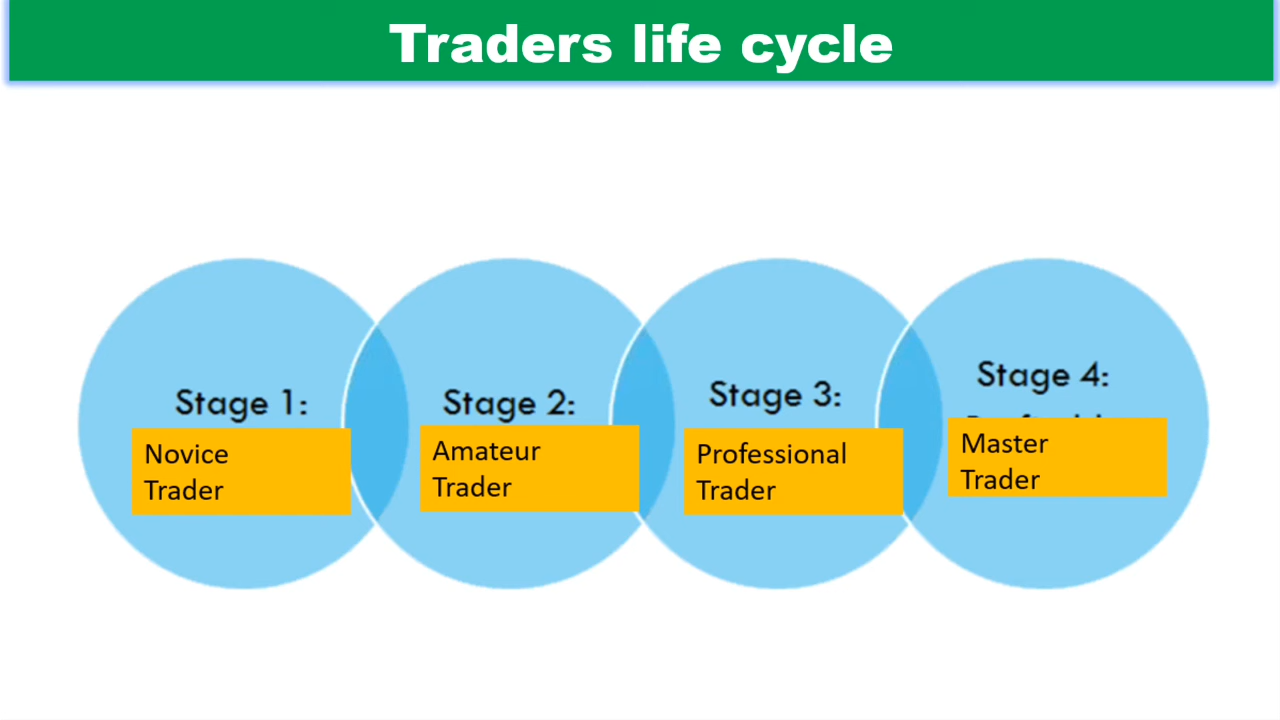 Traders life cycle
Stage 1:
Novice
Trader
Stage 2:
Amateur
Trader
Stage 3:
Professional
Trader
Stage 4:
Master
Trader